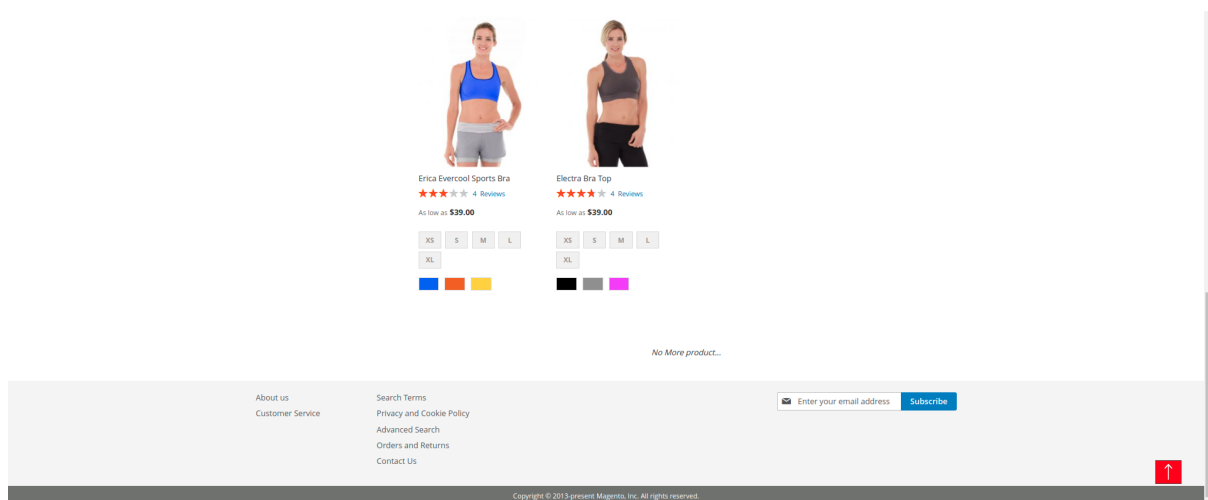 Erica Evercool Sports Bra
4 Reviews
As low as $39.00
XS S M L
XL
Electra Bra Top
4 Reviews
As low as $39.00
XS S M L
XL
No More product...
About us
Customer Service
Search Terms
Privacy and Cookie Policy
Advanced Search
Orders and Returns
Contact Us
Enter your email address Subscribe
Copyright © 2013-present Magento, Inc. All rights reserved.